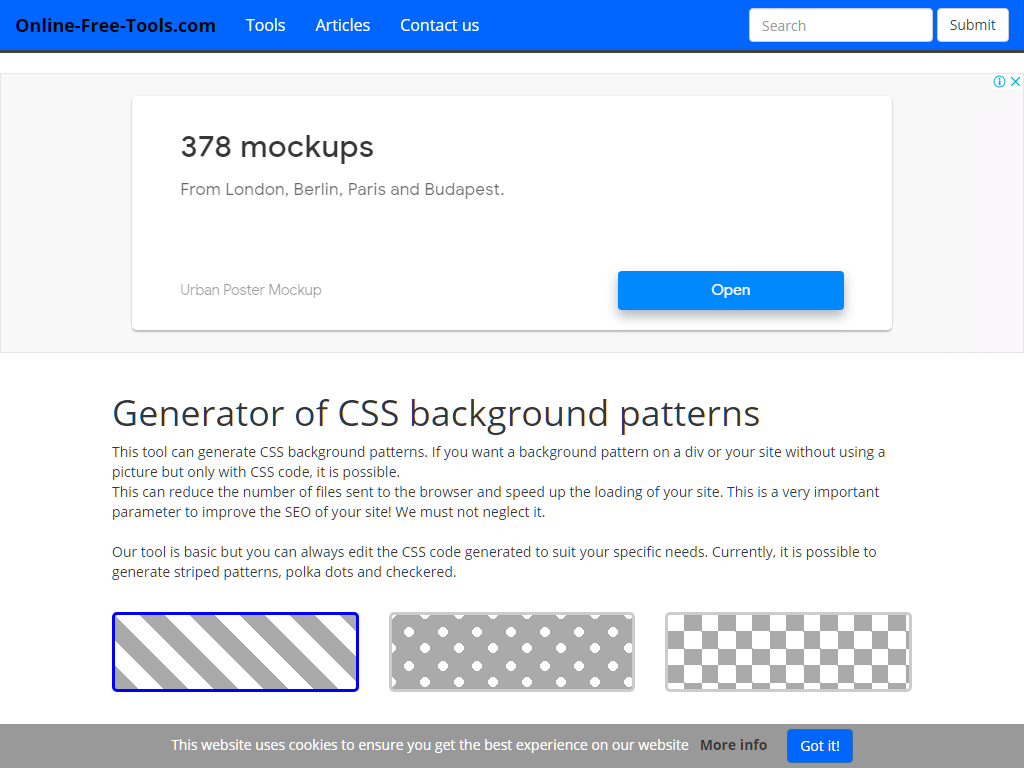 Online-Free-Tools.com Tools Articles Contact us Search Submit
378 mockups
From London, Berlin, Paris and Budapest.
Urban Poster Mockup Open
Generator of CSS background patterns
This tool can generate CSS background patterns. If you want a background pattern on a div or your site without using a
picture but only with CSS code, it is possible.
This can reduce the number of files sent to the browser and speed up the loading of your site. This is a very important
parameter to improve the SEO of your site! We must not neglect it.
Our tool is basic but you can always edit the CSS code generated to suit your specific needs. Currently, it is possible to
generate striped patterns, polka dots and checkered.
This website uses cookies to ensure you get the best experience on our website More info Got it!